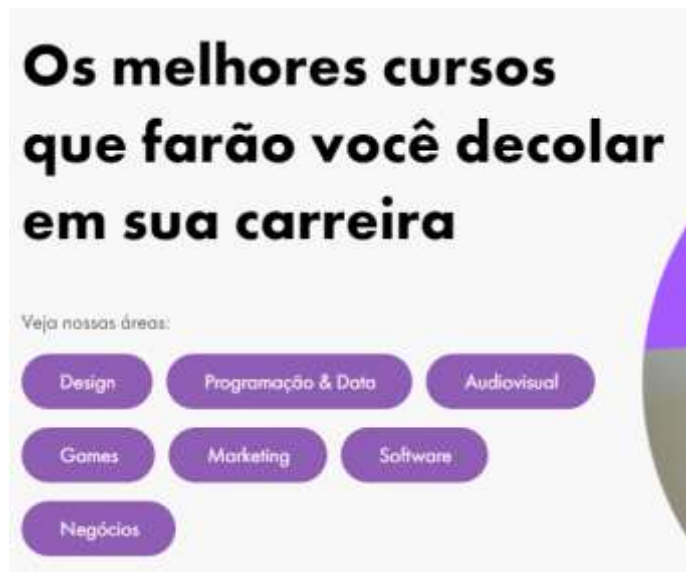 Os melhores cursos
que farão você decolar
em sua carreira
Veja nossas áreas:
Design Programação & Data Audiovisual
Games Marketing Software
Negócios